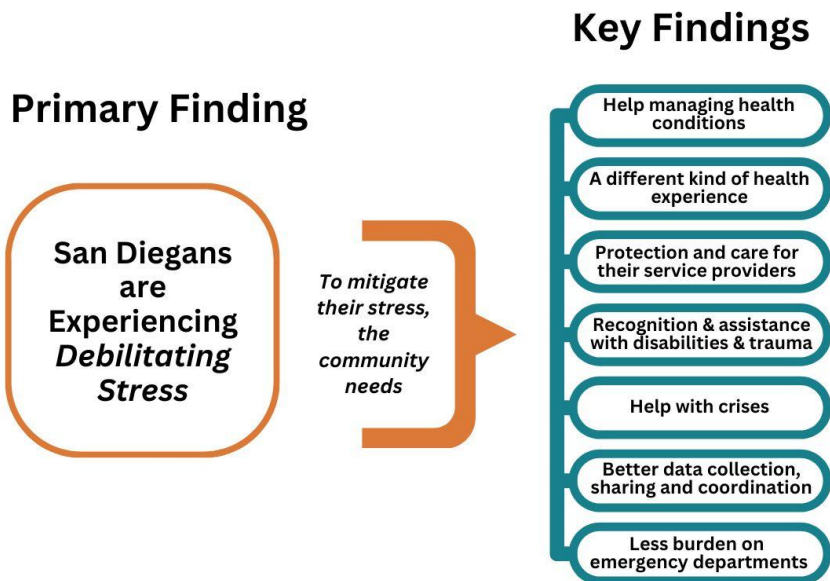 Primary Finding
San Diegans
are
Experiencing
Debilitating
Stress
To mitigate
their stress,
the
community
needs
Key Findings
Help managing health
conditions
A different kind of health
experience
Protection and care for
their service providers
Recognition & assistance
with disabilities & trauma
Help with crises
Better data collection,
sharing and coordination
Less burden on
emergency departments